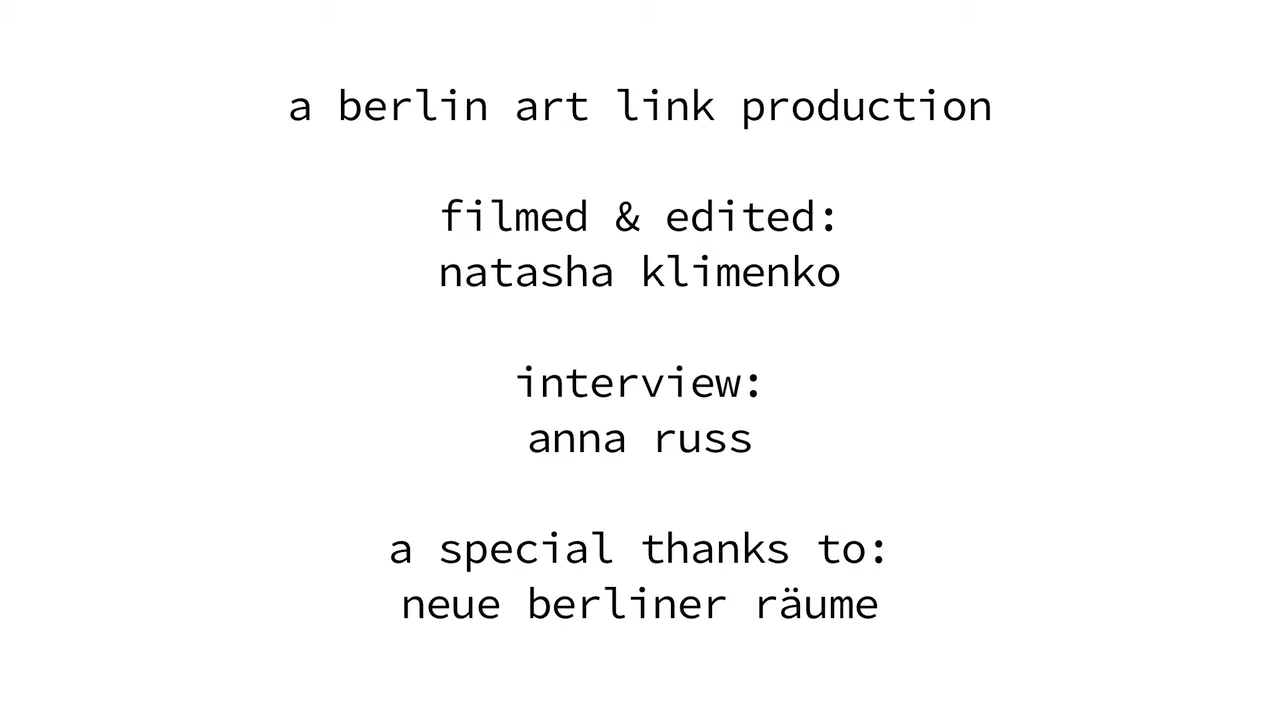 a berlin art link production
filmed & edited:
natasha klimenko
interview:
anna russ
a special thanks to:
neue berliner räume